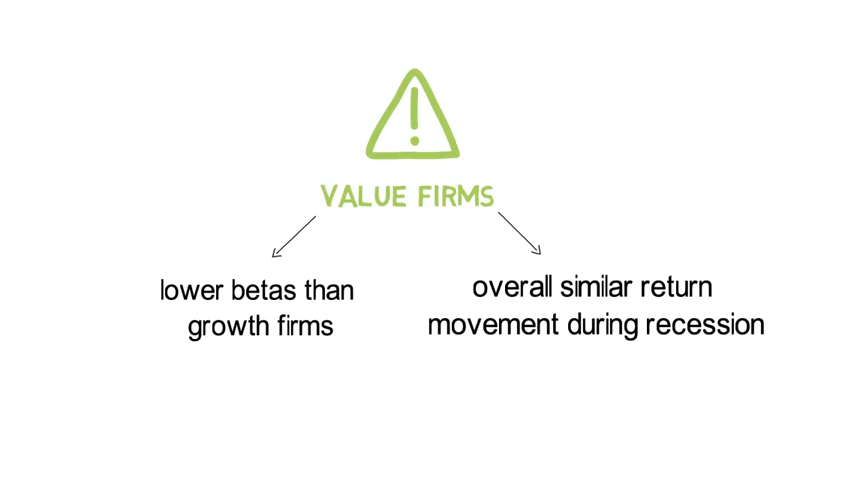 VALUE FIRMS
lower betas than
growth firms
overall similar return
movement during recession